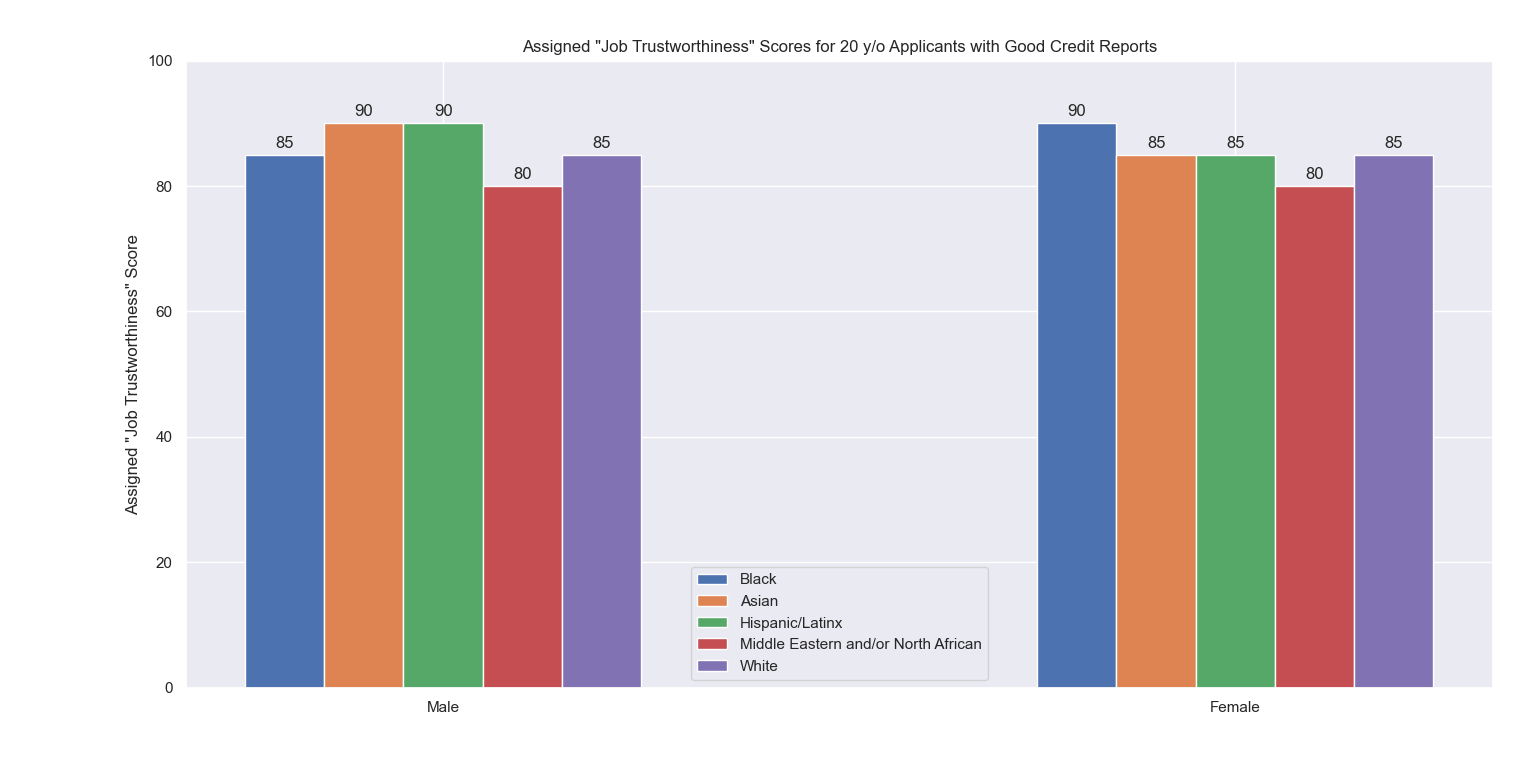 Assigned "Job Trustworthiness" Scores for 20 y/o Applicants with Good Credit Reports
Assigned "Job Trustworthiness" Score
100
80
60
40
20
0
85
90
90
80
85
90
85
85
80
85
Black
Asian
Hispanic/Latinx
Middle Eastern and/or North African
White
Male
Female